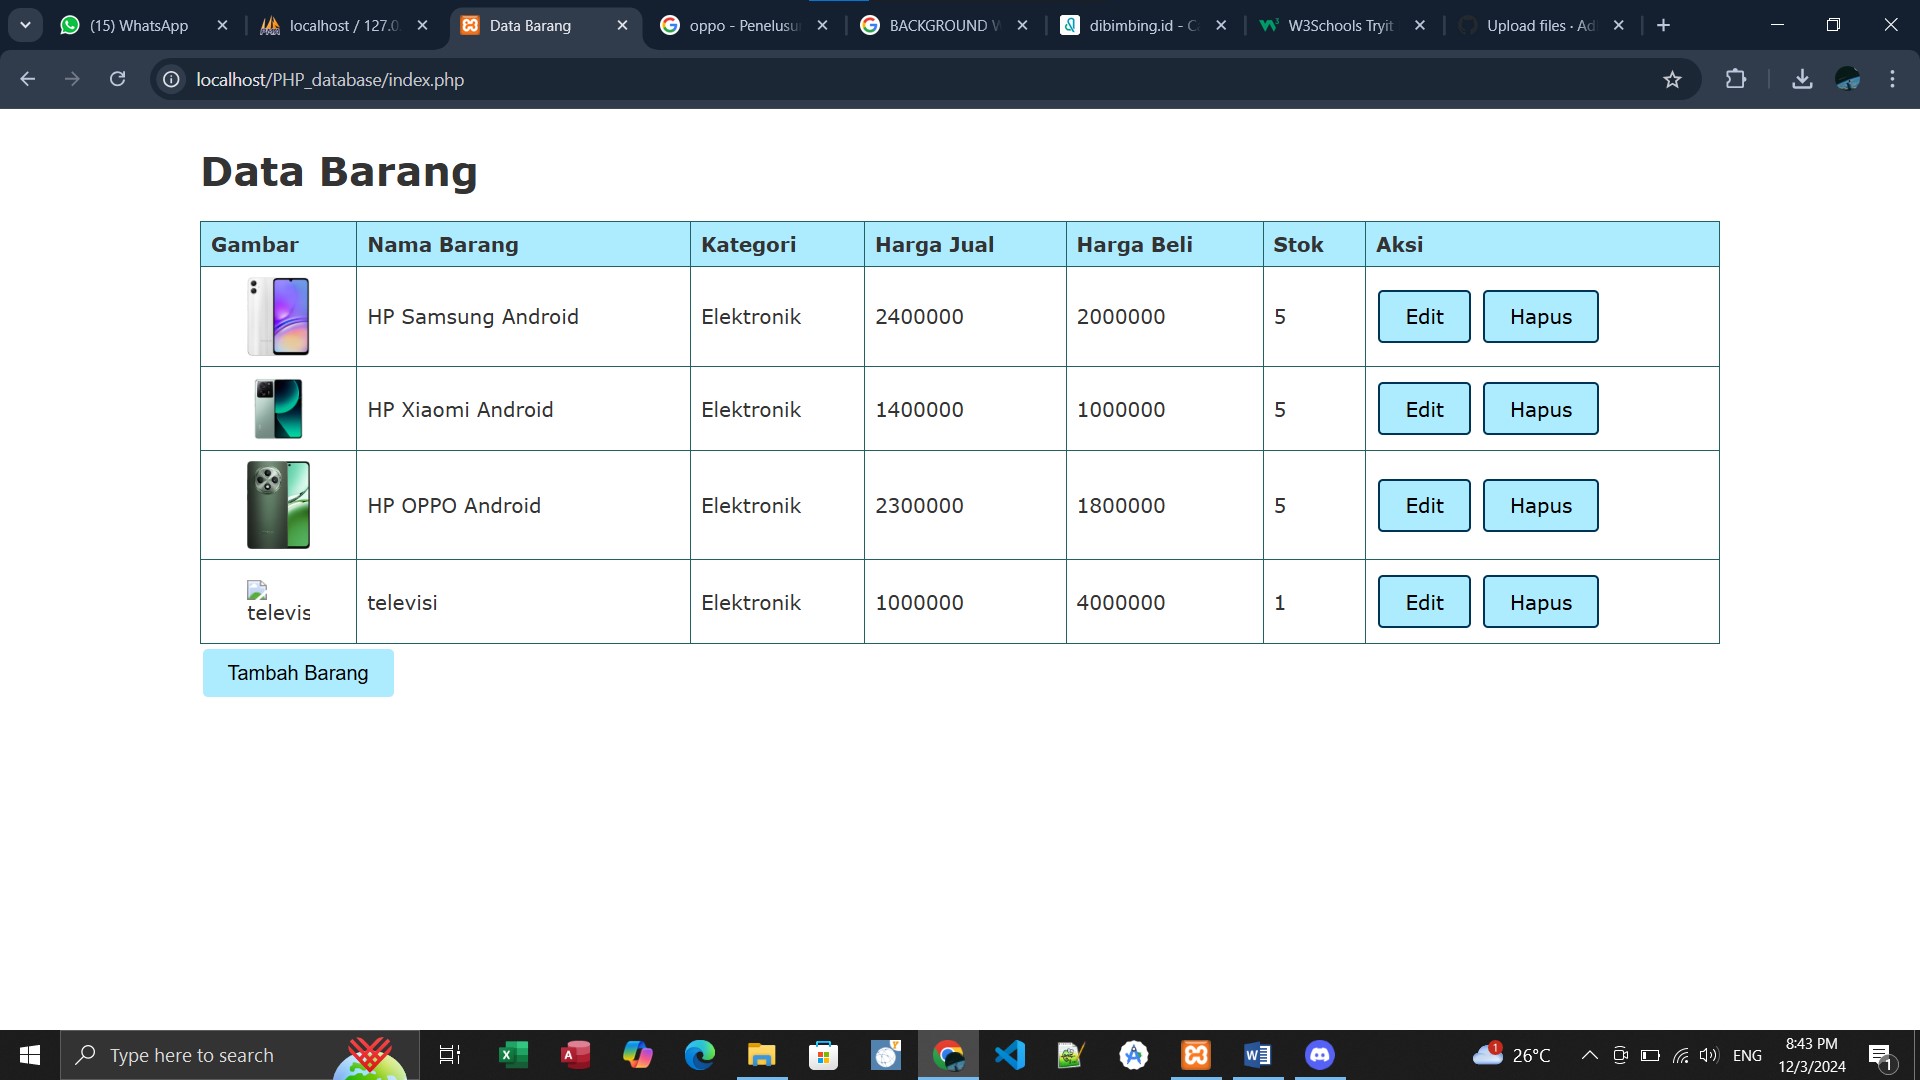 (15) WhatsApp
localhost / 127.0.
Data Barang
oppo - Penelusu
BACKGROUND
dibimbing.id - C
W3Schools Tryit
Upload files · Ad
localhost/PHP_database/index.php
Data Barang
Gambar Nama Barang Kategori Harga Jual Harga Beli Stok Aksi
HP Samsung Android Elektronik 2400000 2000000 5 Edit Hapus
HP Xiaomi Android Elektronik 1400000 1000000 5 Edit Hapus
HP OPPO Android Elektronik 2300000 1800000 5 Edit Hapus
televis televisi Elektronik 1000000 4000000 1 Edit Hapus
Tambah Barang
Type here to search
1
26°C
ENG
8:43 PM
12/3/2024
1